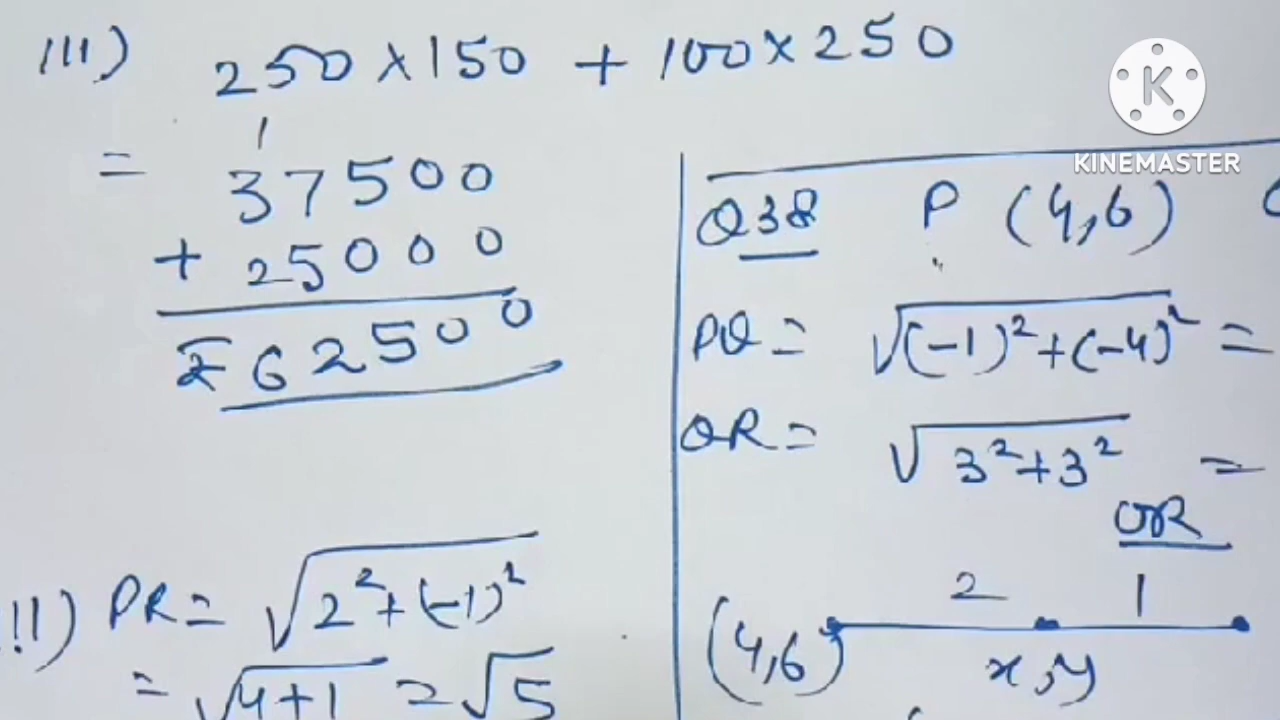 III) 250 × 150 + 100 × 250
1
= 37500
+ 25000
₹ 62500
!!) PR = √2² + (-1)²
= √4+1 = √5
K
KINEMASTER
Q38 P (4,6)
PQ = √(-1)² + (-4)² =
QR = √3² + 3² =
OR
2 1
(4,6) x,y